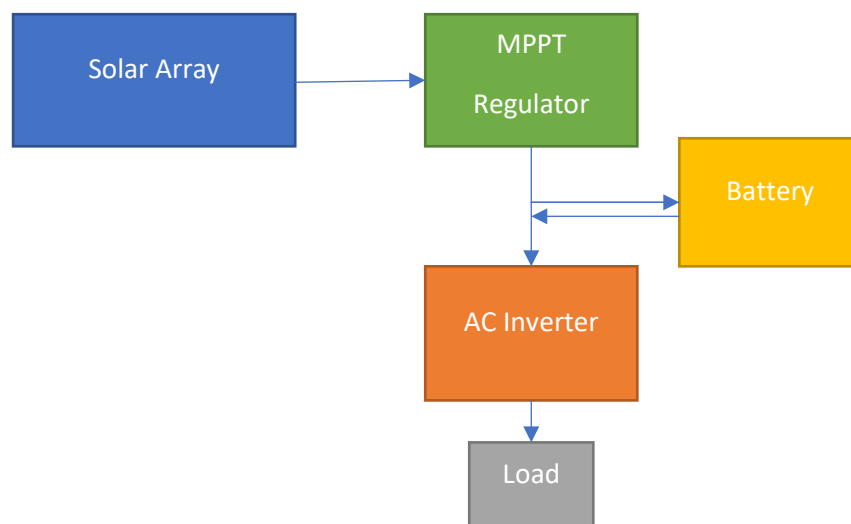 Solar Array
MPPT
Regulator
Battery
AC Inverter
Load